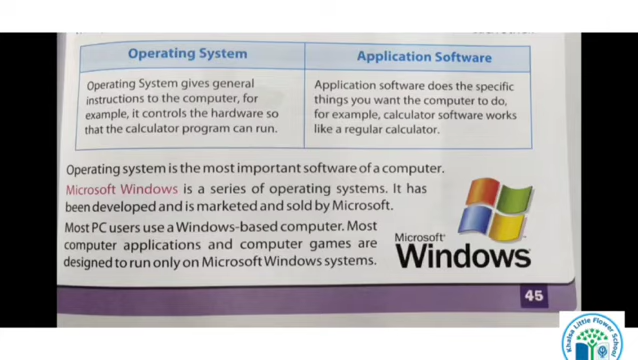 Operating System
Application Software
Operating System gives general
instructions to the computer, for
example, it controls the hardware so
that the calculator program can run.
Application software does the specific
things you want the computer to do,
for example, calculator software works
like a regular calculator.
Operating system is the most important software of a computer.
Microsoft Windows is a series of operating systems. It has
been developed and is marketed and sold by Microsoft.
Most PC users use a Windows-based computer. Most
computer applications and computer games are
designed to run only on Microsoft Windows systems.
Microsoft
Windows
45
Khalsa Little Flower School